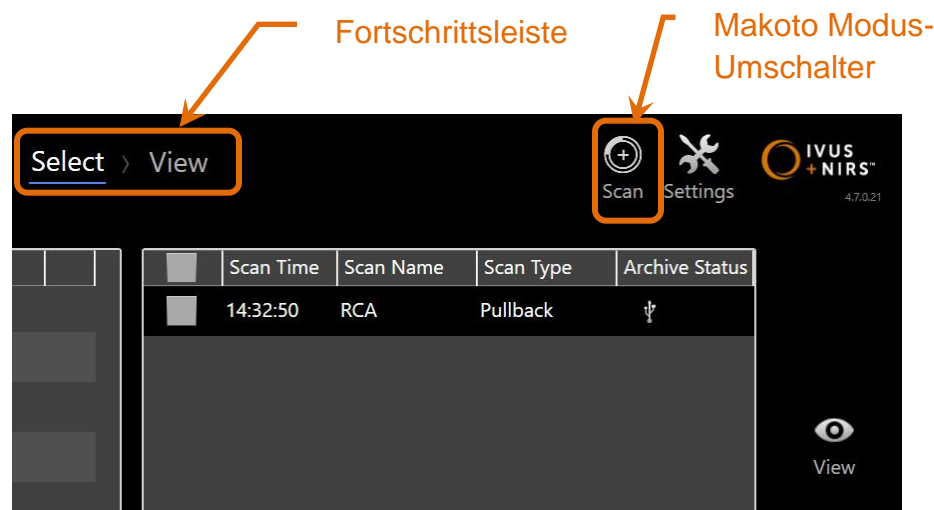 Fortschrittsleiste
Makoto Modus-
Umschalter
Select > View
Scan
Settings
IVUS
+NIRS™
4.7.0.21
Scan Time Scan Name Scan Type Archive Status
14:32:50 RCA Pullback
View